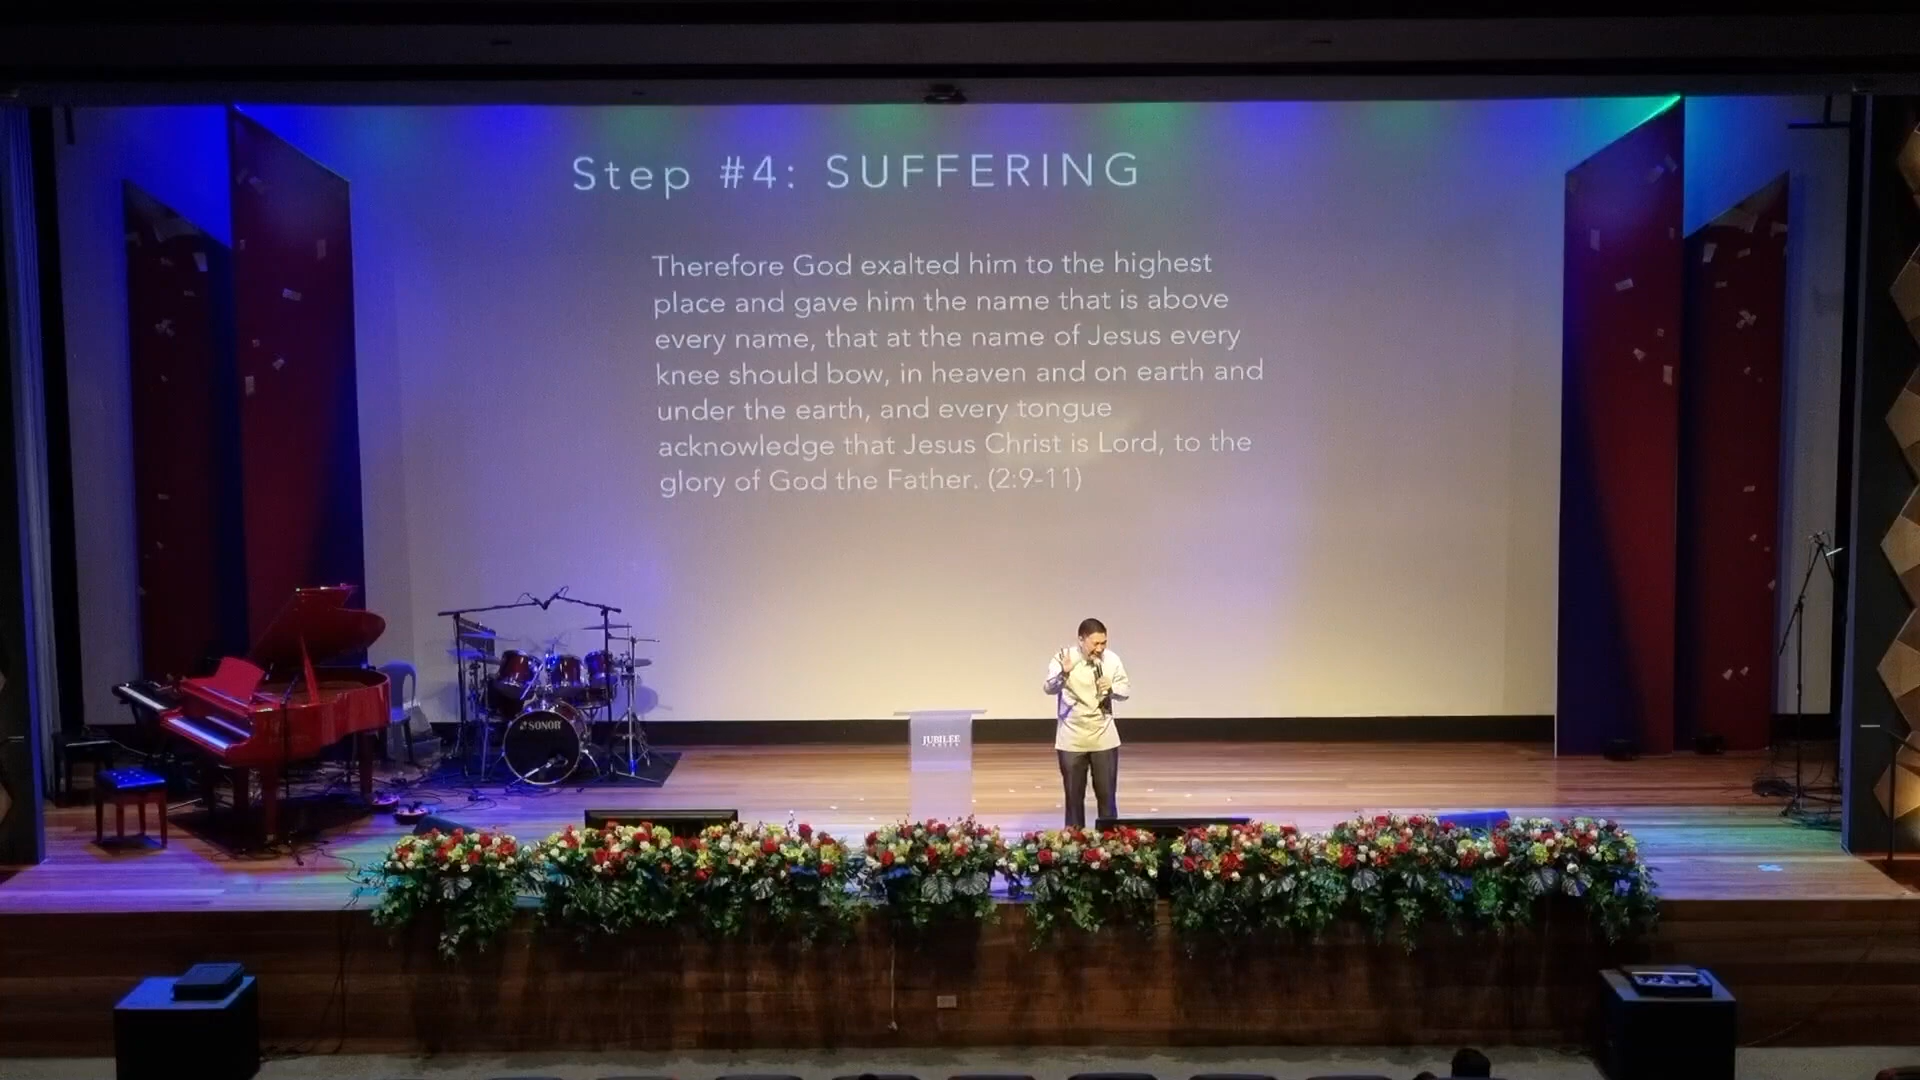 Step #4: SUFFERING
Therefore God exalted him to the highest
place and gave him the name that is above
every name, that at the name of Jesus every
knee should bow, in heaven and on earth and
under the earth, and every tongue
acknowledge that Jesus Christ is Lord, to the
glory of God the Father. (2:9-11)
SONOR
JUBILEE